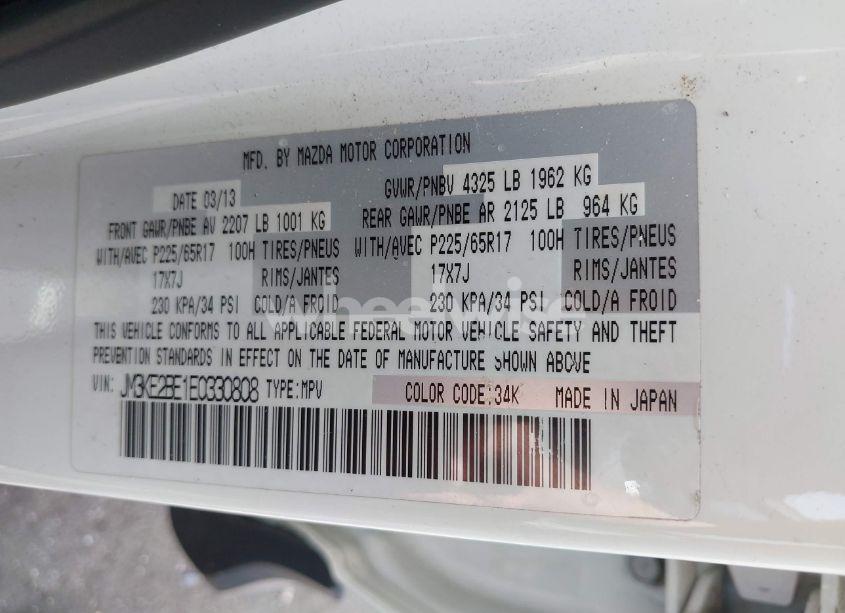 MFD. BY MAZDA MOTOR CORPORATION
DATE 03/13 GVWR/PNBV 4325 LB 1962 KG
FRONT GAWR/PNBE AV 2207 LB 1001 KG REAR GAWR/PNBE AR 2125 LB 964 KG
WITH/AVEC P225/65R17 100H TIRES/PNEUS WITH/AVEC P225/65R17 100H TIRES/PNEUS
17X7J RIMS/JANTES 17X7J RIMS/JANTES
230 KPA/34 PSI COLD/A FROID 230 KPA/34 PSI COLD/A FROID
wheelwise
THIS VEHICLE CONFORMS TO ALL APPLICABLE FEDERAL MOTOR VEHICLE SAFETY AND THEFT
PREVENTION STANDARDS IN EFFECT ON THE DATE OF MANUFACTURE SHOWN ABOVE
VIN: JM3KE2BE1E0330808 TYPE:MPV COLOR CODE:34K MADE IN JAPAN